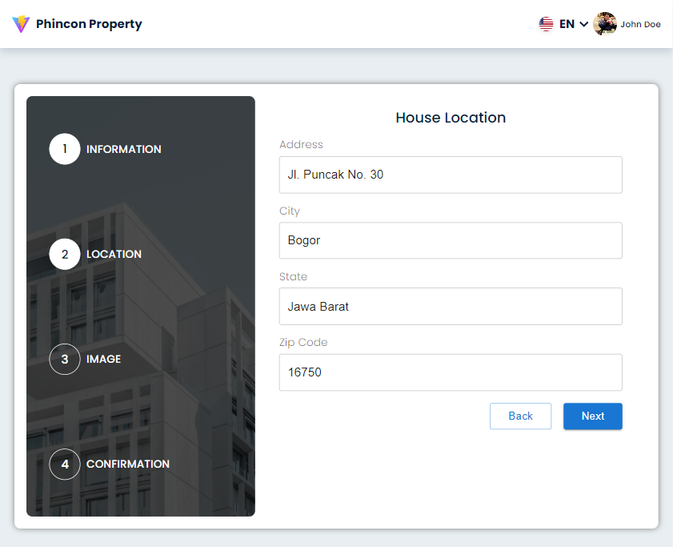 Phincon Property
EN
John Doe
1 INFORMATION
2 LOCATION
3 IMAGE
4 CONFIRMATION
House Location
Address
Jl. Puncak No. 30
City
Bogor
State
Jawa Barat
Zip Code
16750
Back
Next